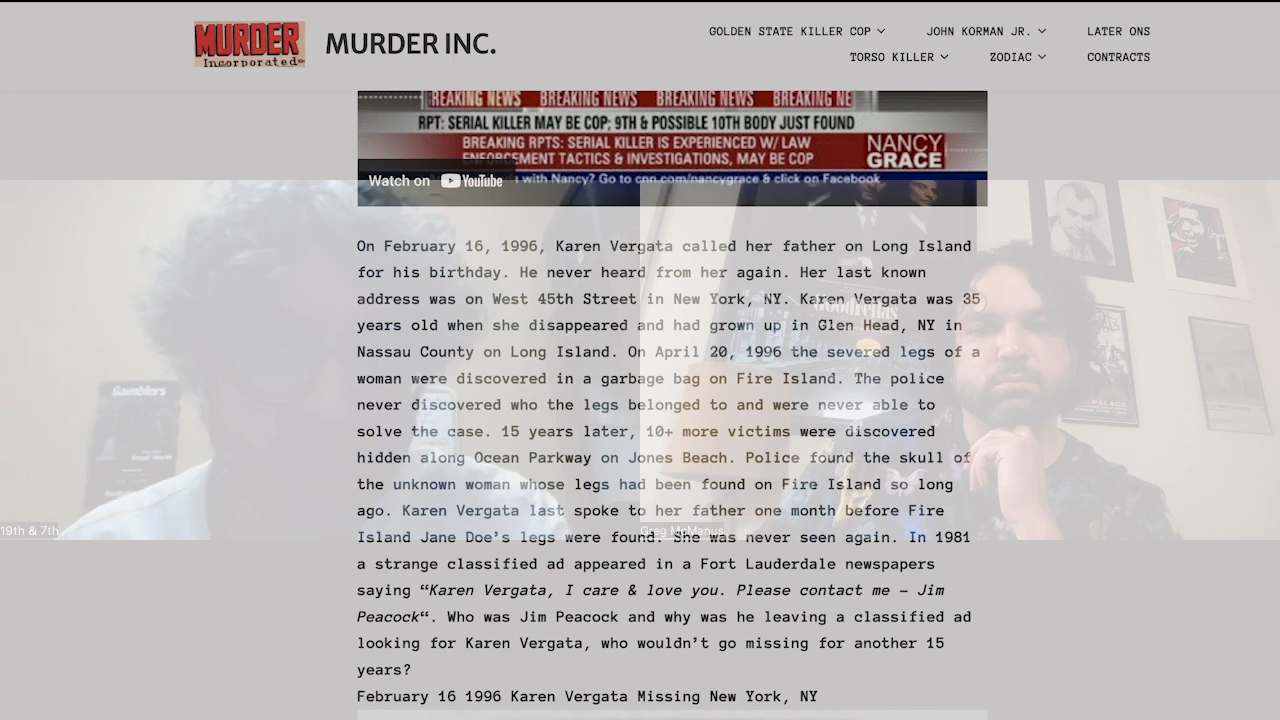 MURDER
Incorporated
MURDER INC.
GOLDEN STATE KILLER COP
JOHN KORMAN JR.
LATER ONS
TORSO KILLER
ZODIAC
CONTRACTS
REAKING NEWS BREAKING NEWS BREAKING NEWS BREAKING NE
RPT: SERIAL KILLER MAY BE COP; 9TH & POSSIBLE 10TH BODY JUST FOUND
BREAKING RPTS: SERIAL KILLER IS EXPERIENCED W/ LAW
ENFORCEMENT TACTICS & INVESTIGATIONS, MAY BE COP
NANCY
GRACE
Watch on YouTube
with Nancy? Go to cnn.com/nancygrace & click on Facebook
On February 16, 1996, Karen Vergata called her father on Long Island
for his birthday. He never heard from her again. Her last known
address was on West 45th Street in New York, NY. Karen Vergata was 35
years old when she disappeared and had grown up in Glen Head, NY in
Nassau County on Long Island. On April 20, 1996 the severed legs of a
woman were discovered in a garbage bag on Fire Island. The police
never discovered who the legs belonged to and were never able to
solve the case. 15 years later, 10+ more victims were discovered
hidden along Ocean Parkway on Jones Beach. Police found the skull of
the unknown woman whose legs had been found on Fire Island so long
ago. Karen Vergata last spoke to her father one month before Fire
Island Jane Doe’s legs were found. She was never seen again. In 1981
a strange classified ad appeared in a Fort Lauderdale newspapers
saying “Karen Vergata, I care & love you. Please contact me – Jim
Peacock“. Who was Jim Peacock and why was he leaving a classified ad
looking for Karen Vergata, who wouldn’t go missing for another 15
years?
February 16 1996 Karen Vergata Missing New York, NY
Gamblers
Goodfellas
PALACE
19th & 7th
Greg McManus